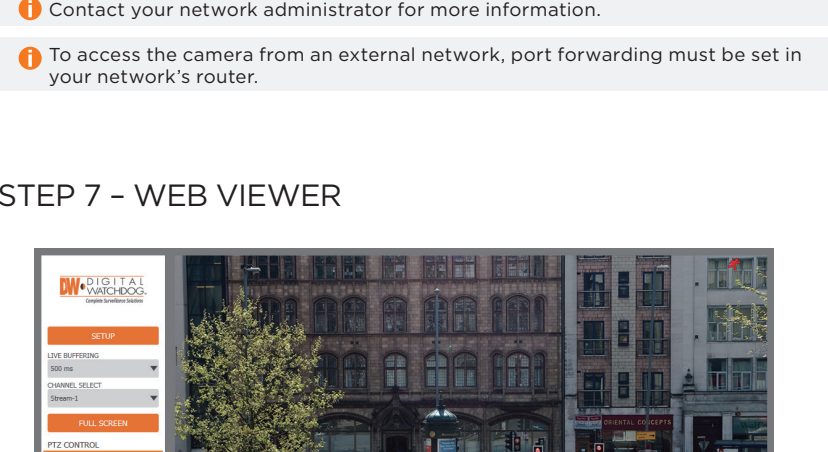 Contact your network administrator for more information.
To access the camera from an external network, port forwarding must be set in
your network’s router.
STEP 7 – WEB VIEWER
DW DIGITAL
WATCHDOG®
Complete Surveillance Solutions
SETUP
LIVE BUFFERING
500 ms
CHANNEL SELECT
Stream-1
FULL SCREEN
PTZ CONTROL
ORIENTAL CONCEPTS